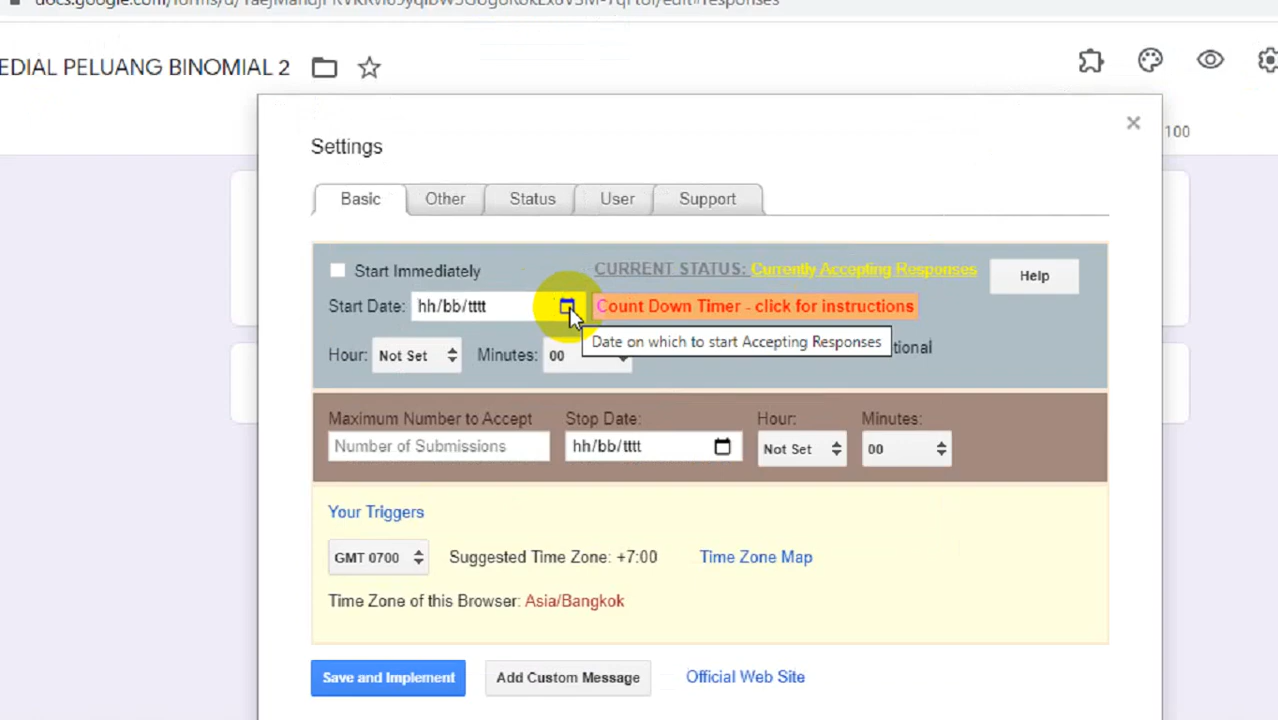 EDIAL PELUANG BINOMIAL 2
100
Settings
Basic Other Status User Support
Start Immediately CURRENT STATUS: Currently Accepting Responses Help
Start Date: hh/bb/tttt Count Down Timer - click for instructions
Date on which to start Accepting Responses
Hour: Not Set Minutes: 00 tional
Maximum Number to Accept Stop Date: Hour: Minutes:
Number of Submissions hh/bb/tttt Not Set 00
Your Triggers
GMT 0700 Suggested Time Zone: +7:00 Time Zone Map
Time Zone of this Browser: Asia/Bangkok
Save and Implement Add Custom Message Official Web Site